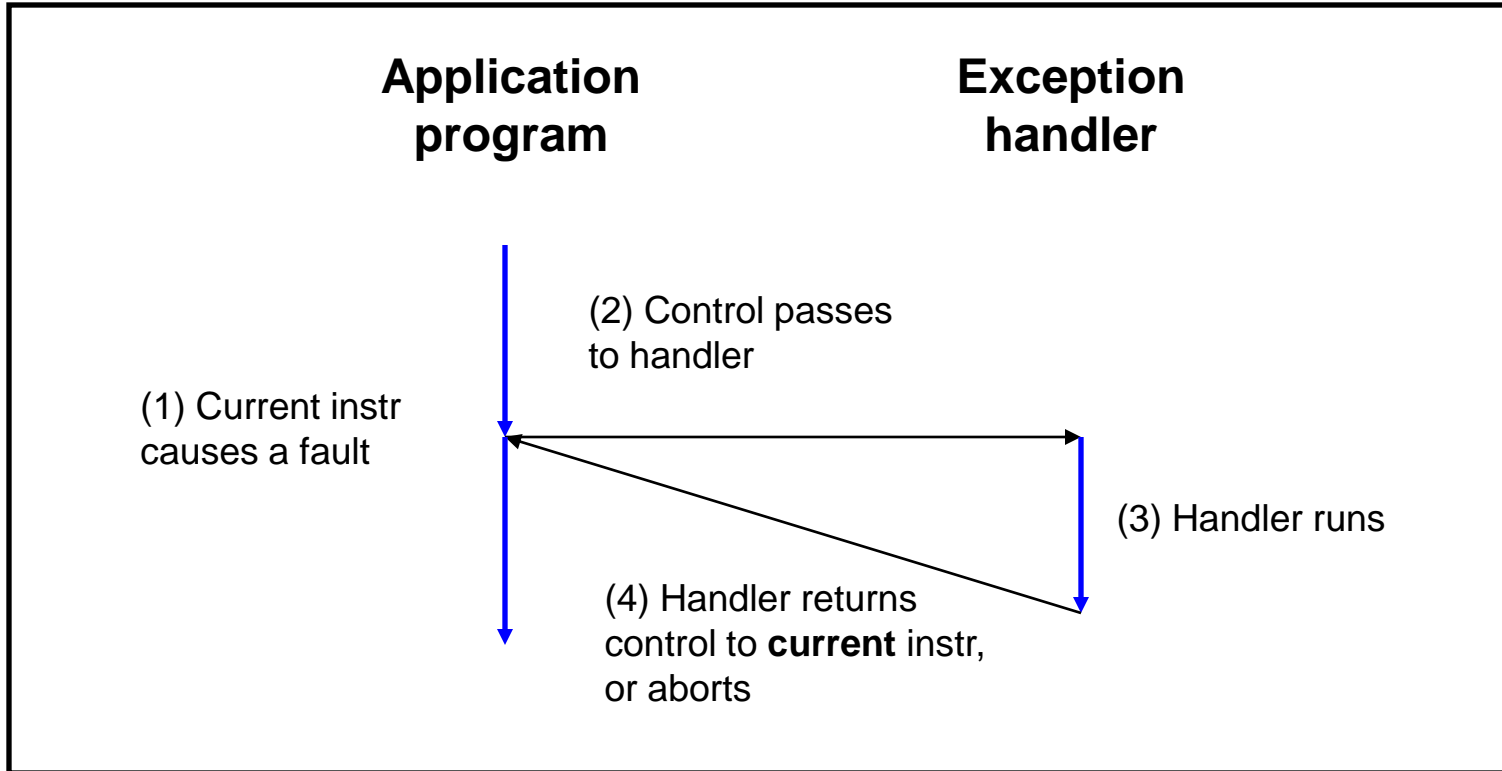 Application
program
Exception
handler
(2) Control passes
to handler
(1) Current instr
causes a fault
(3) Handler runs
(4) Handler returns
control to current instr,
or aborts